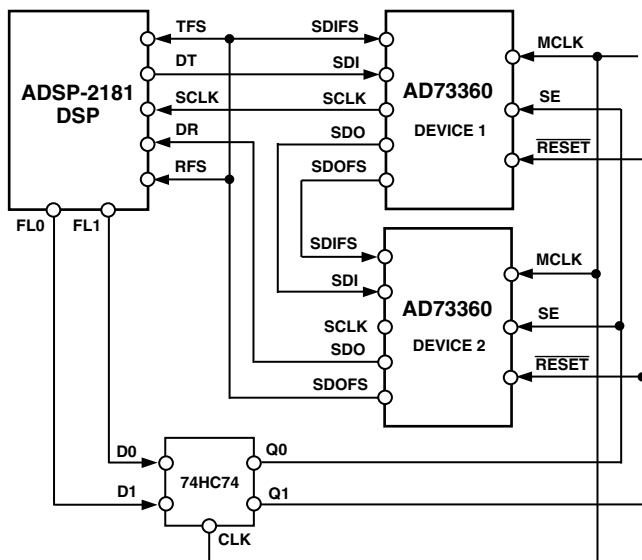 TFS
SDIFS
MCLK
DT
SDI
ADSP-2181
DSP
AD73360
SCLK
SCLK
SE
DR
SDO
DEVICE 1
RFS
SDOFS
RESET
FL0
FL1
SDIFS
MCLK
SDI
AD73360
SCLK
SE
DEVICE 2
SDO
RESET
SDOFS
D0
Q0
74HC74
D1
Q1
CLK